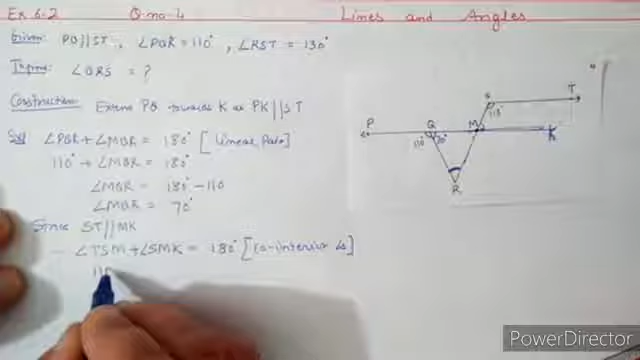 Ex 6.2 Q.no-4 Lines and Angles
Given: PQ||ST, ∠PQR = 110°, ∠RST = 130°
To prove: ∠QRS = ?
Construction: Extend PQ towards K as PK||ST
Sol ∠PQR + ∠MQR = 180° [Linear Pair]
110° + ∠MQR = 180°
∠MQR = 180° - 110
∠MQR = 70°
Since ST||MK
∠TSM + ∠SMK = 180° [Co-interior ∠s]
110
P Q M K
S T
R
110° 70°
PowerDirector